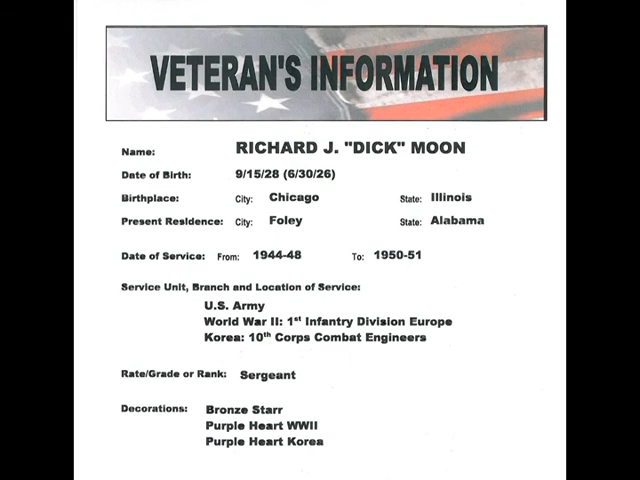 VETERAN'S INFORMATION
Name: RICHARD J. "DICK" MOON
Date of Birth: 9/15/28 (6/30/26)
Birthplace: City: Chicago State: Illinois
Present Residence: City: Foley State: Alabama
Date of Service: From: 1944-48 To: 1950-51
Service Unit, Branch and Location of Service:
U.S. Army
World War II: 1st Infantry Division Europe
Korea: 10th Corps Combat Engineers
Rate/Grade or Rank: Sergeant
Decorations: Bronze Starr
Purple Heart WWII
Purple Heart Korea